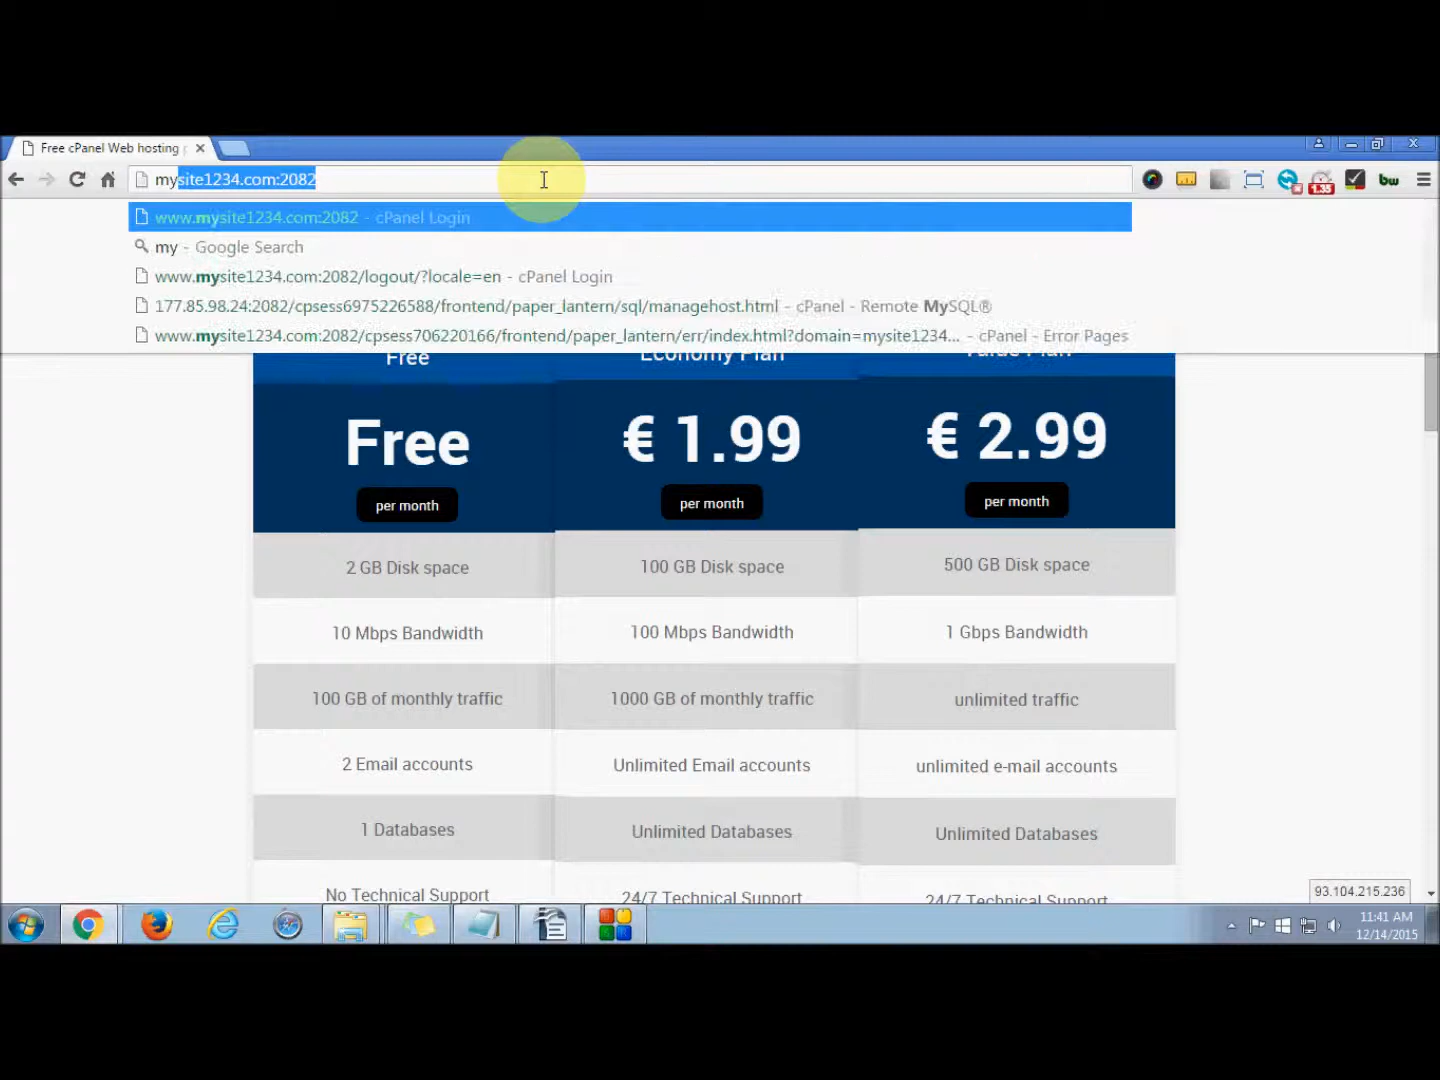 Free cPanel Web hosting
mysite1234.com:2082
1.35
bw
www.mysite1234.com:2082 - cPanel Login
my - Google Search
www.mysite1234.com:2082/logout/?locale=en - cPanel Login
177.85.98.24:2082/cpsess6975226588/frontend/paper_lantern/sql/managehost.html - cPanel - Remote MySQL®
www.mysite1234.com:2082/cpsess706220166/frontend/paper_lantern/err/index.html?domain=mysite1234... - cPanel - Error Pages
Free Economy Plan Value Plan
Free € 1.99 € 2.99
per month per month per month
2 GB Disk space 100 GB Disk space 500 GB Disk space
10 Mbps Bandwidth 100 Mbps Bandwidth 1 Gbps Bandwidth
100 GB of monthly traffic 1000 GB of monthly traffic unlimited traffic
2 Email accounts Unlimited Email accounts unlimited e-mail accounts
1 Databases Unlimited Databases Unlimited Databases
No Technical Support 24/7 Technical Support 24/7 Technical Support
93.104.215.236
11:41 AM
12/14/2015